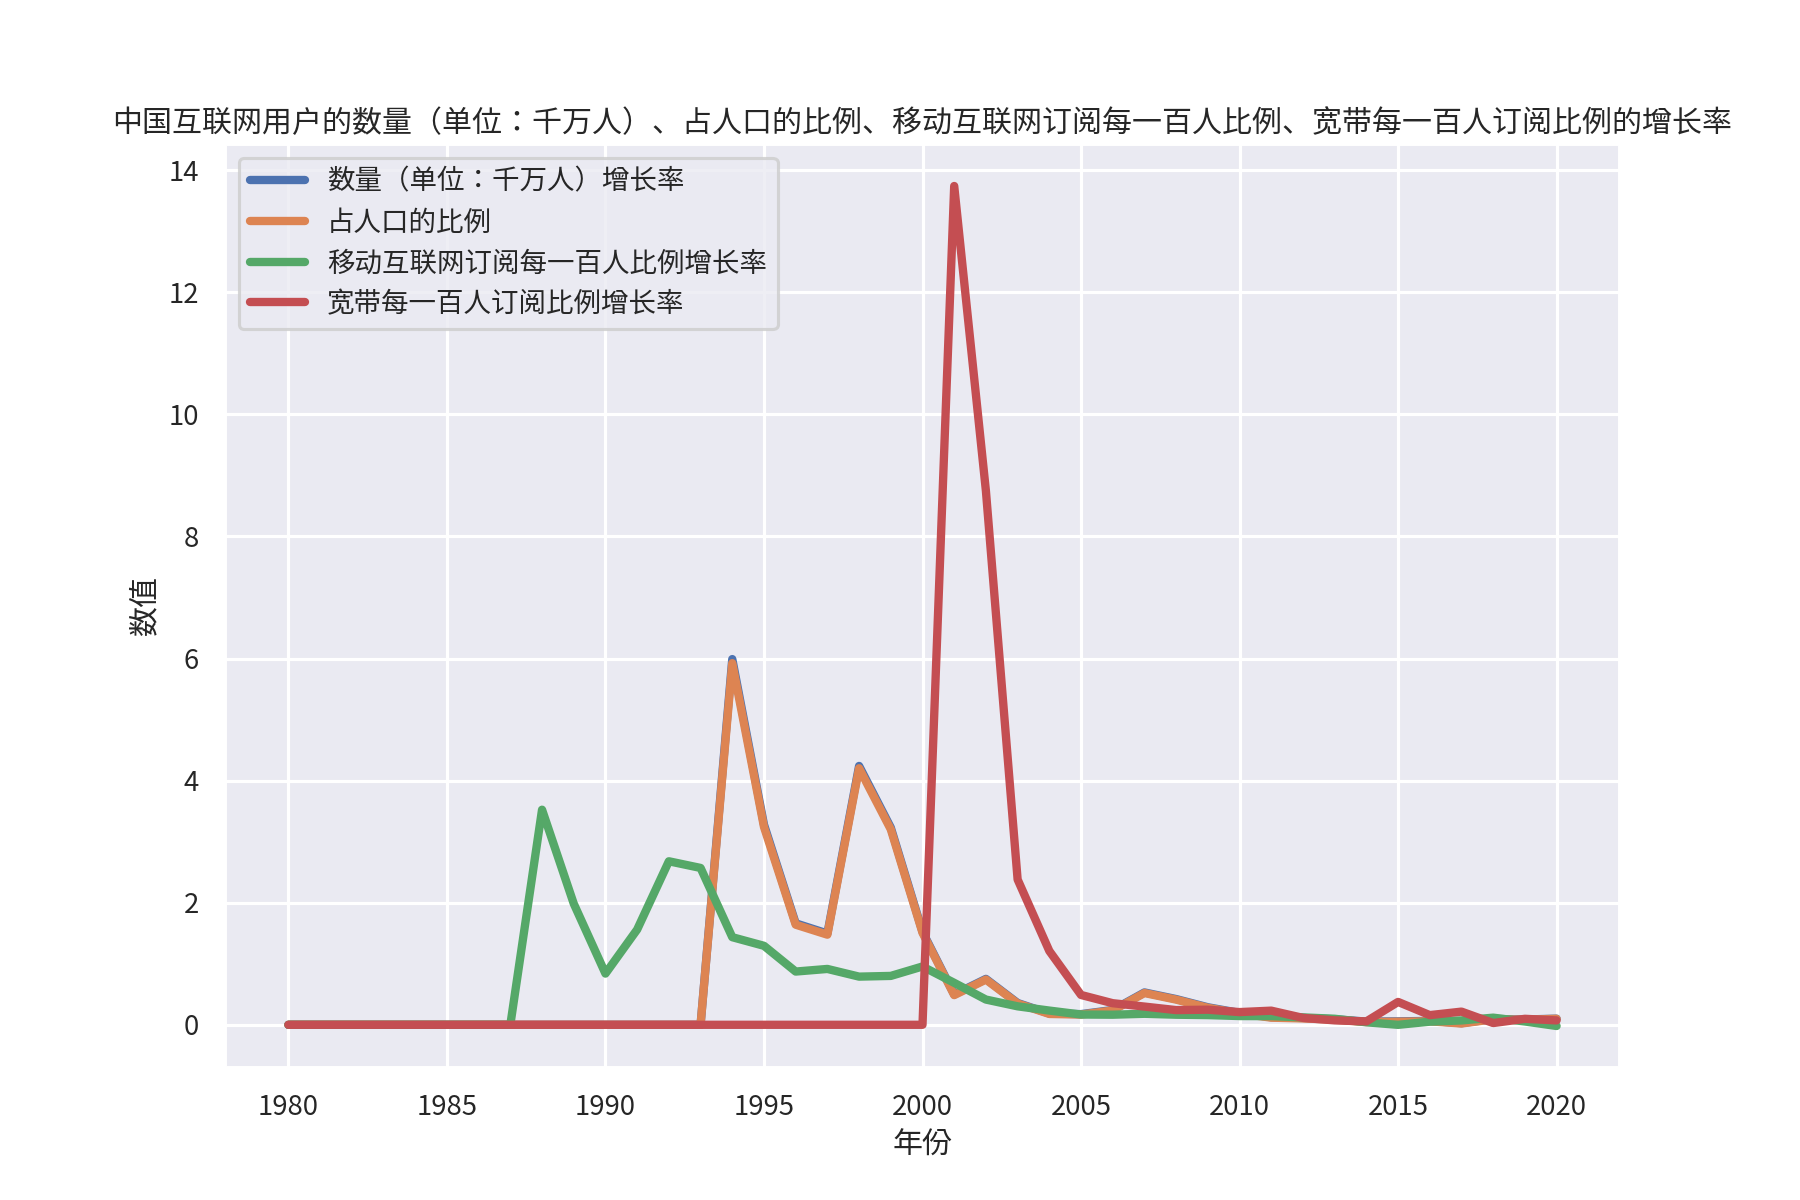 中国互联网用户的数量（单位：千万人）、占人口的比例、移动互联网订阅每一百人比例、宽带每一百人订阅比例的增长率
数量（单位：千万人）增长率
占人口的比例
移动互联网订阅每一百人比例增长率
宽带每一百人订阅比例增长率
14
12
10
8
6
4
2
0
数值
1980 1985 1990 1995 2000 2005 2010 2015 2020
年份